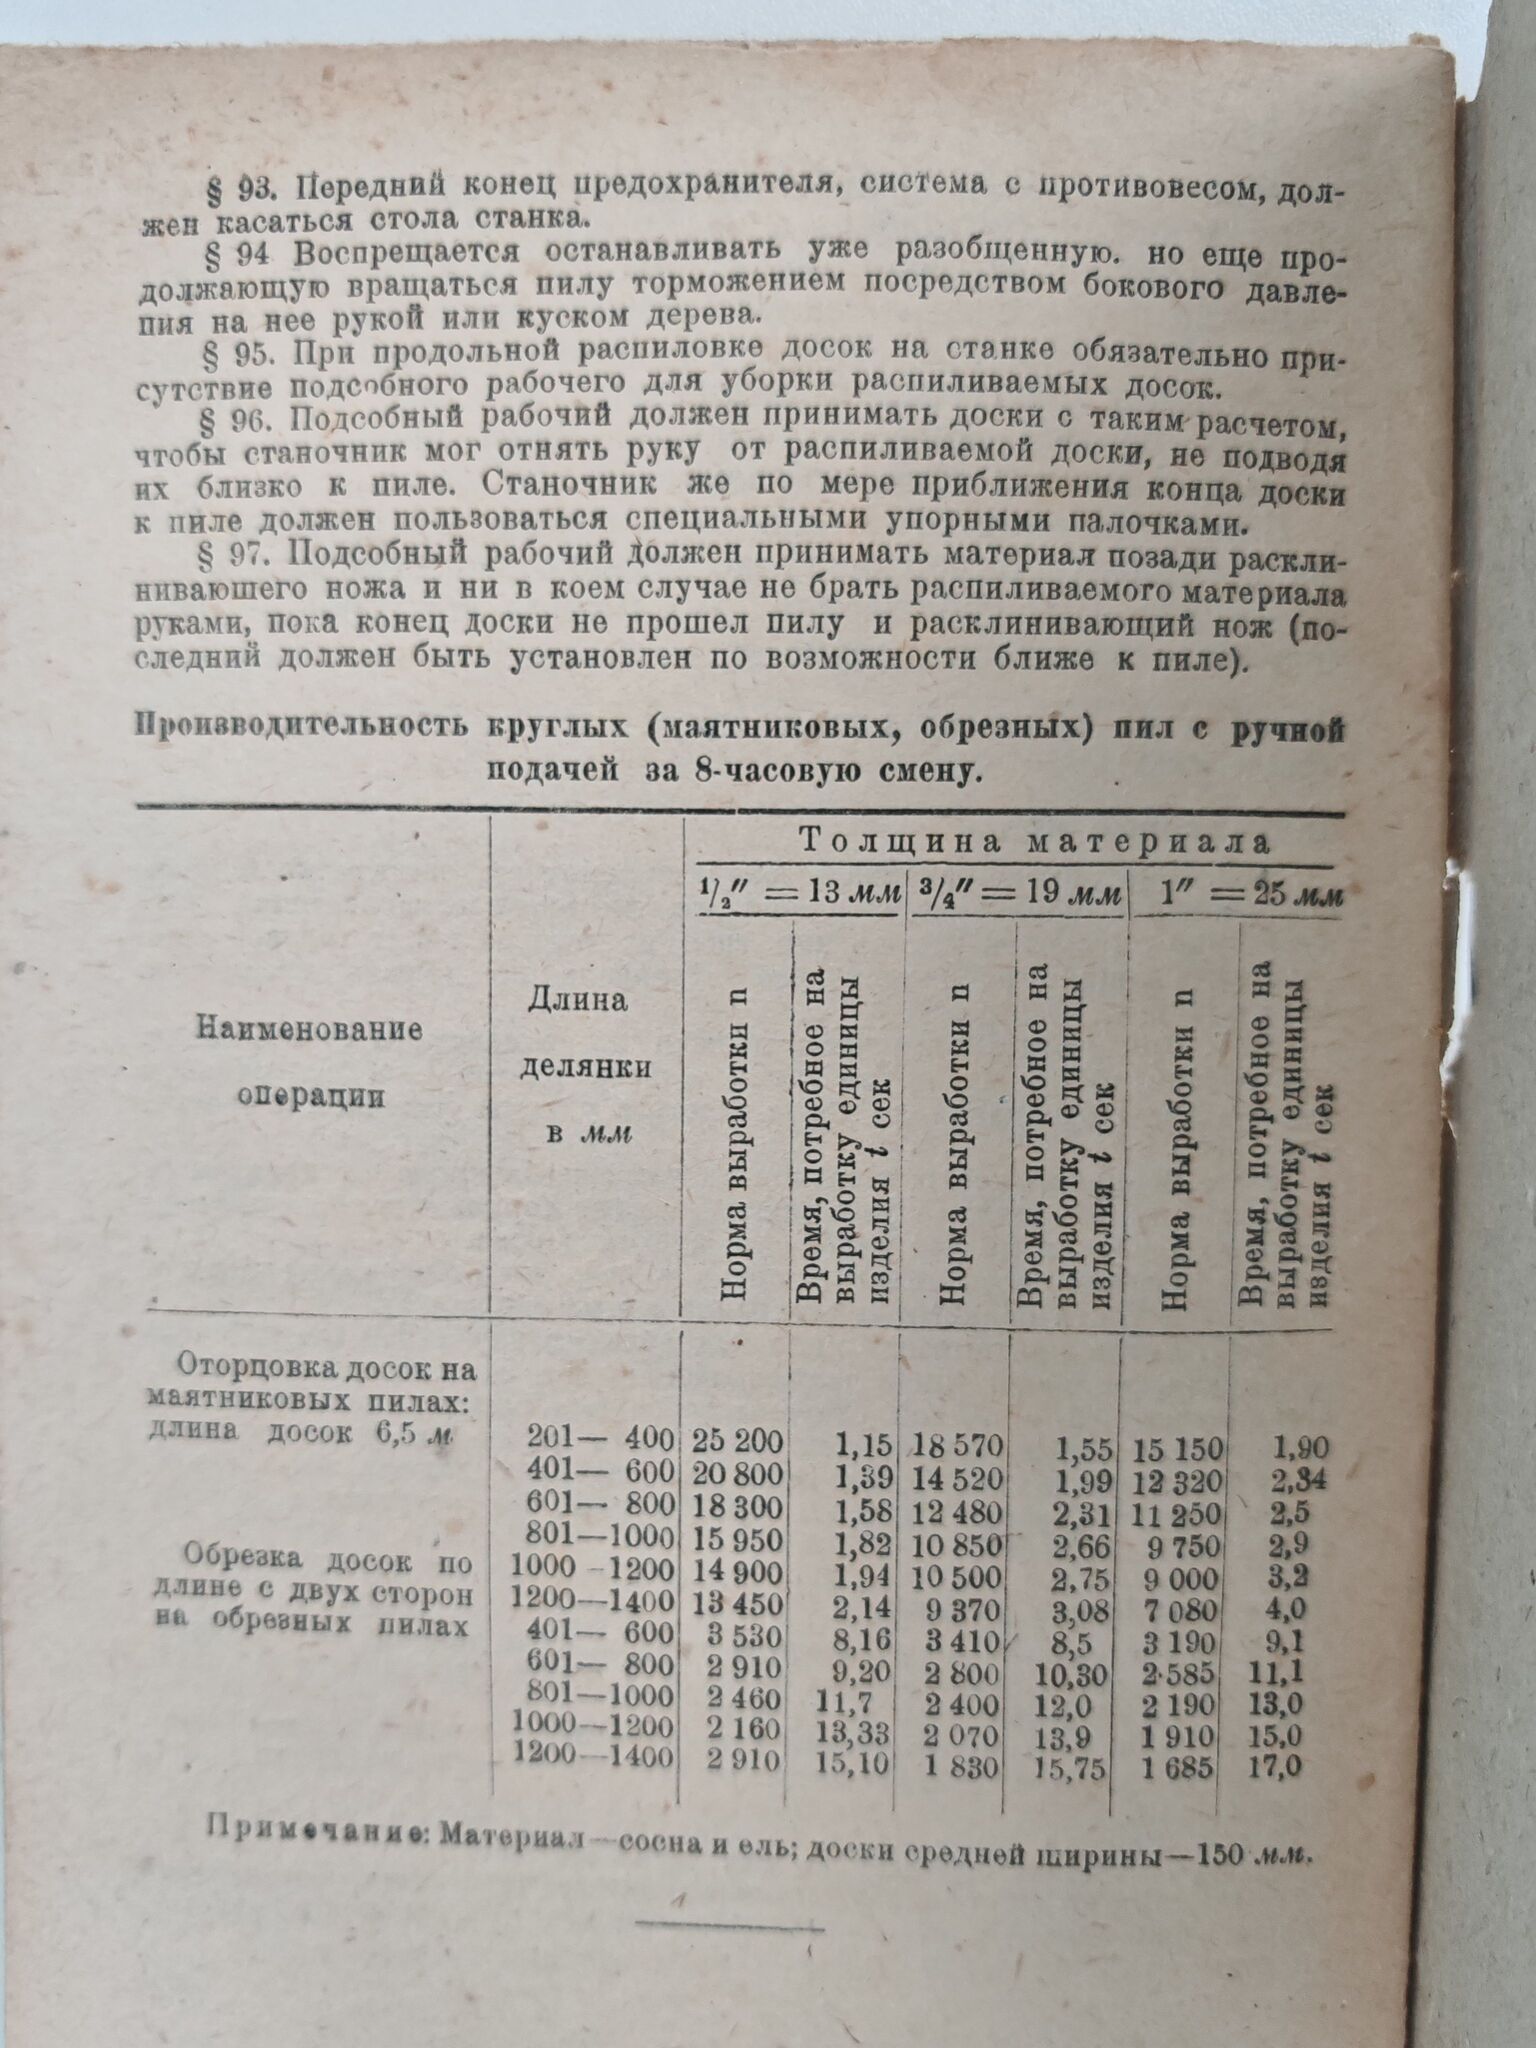 § 93. Передний конец предохранителя, система с противовесом, дол-
жен касаться стола станка.
§ 94 Воспрещается останавливать уже разобщенную. но еще про-
должающую вращаться пилу торможением посредством бокового давле-
пия на нее рукой или куском дерева.
§ 95. При продольной распиловке досок на станке обязательно при-
сутствие подсобного рабочего для уборки распиливаемых досок.
§ 96. Подсобный рабочий должен принимать доски с таким расчетом,
чтобы станочник мог отнять руку от распиливаемой доски, не подводя
их близко к пиле. Станочник же по мере приближения конца доски
к пиле должен пользоваться специальными упорными палочками.
§ 97. Подсобный рабочий должен принимать материал позади раскли-
нивающего ножа и ни в коем случае не брать распиливаемого материала
руками, пока конец доски не прошел пилу и расклинивающий нож (по-
следний должен быть установлен по возможности ближе к пиле).
Производительность круглых (маятниковых, обрезных) пил с ручной
подачей за 8-часовую смену.
Толщина материала
1/2" = 13 мм 3/4" = 19 мм 1" = 25 мм
Наименование
операции
Длина
делянки
в мм
Норма выработки n
Время, потребное на
выработку единицы
изделия t сек
Норма выработки n
Время, потребное на
выработку единицы
изделия t сек
Норма выработки n
Время, потребное на
выработку единицы
изделия t сек
Оторцовка досок на
маятниковых пилах:
длина досок 6,5 м
201— 400 25 200 1,15 18 570 1,55 15 150 1,90
401— 600 20 800 1,39 14 520 1,99 12 320 2,34
601— 800 18 300 1,58 12 480 2,31 11 250 2,5
801—1000 15 950 1,82 10 850 2,66 9 750 2,9
1000—1200 14 900 1,94 10 500 2,75 9 000 3,2
1200—1400 13 450 2,14 9 370 3,08 7 080 4,0
Обрезка досок по
длине с двух сторон
на обрезных пилах
401— 600 3 530 8,16 3 410 8,5 3 190 9,1
601— 800 2 910 9,20 2 800 10,30 2·585 11,1
801—1000 2 460 11,7 2 400 12,0 2 190 13,0
1000—1200 2 160 13,33 2 070 13,9 1 910 15,0
1200—1400 2 910 15,10 1 830 15,75 1 685 17,0
Примечание: Материал—сосна и ель; доски средней ширины—150 мм.